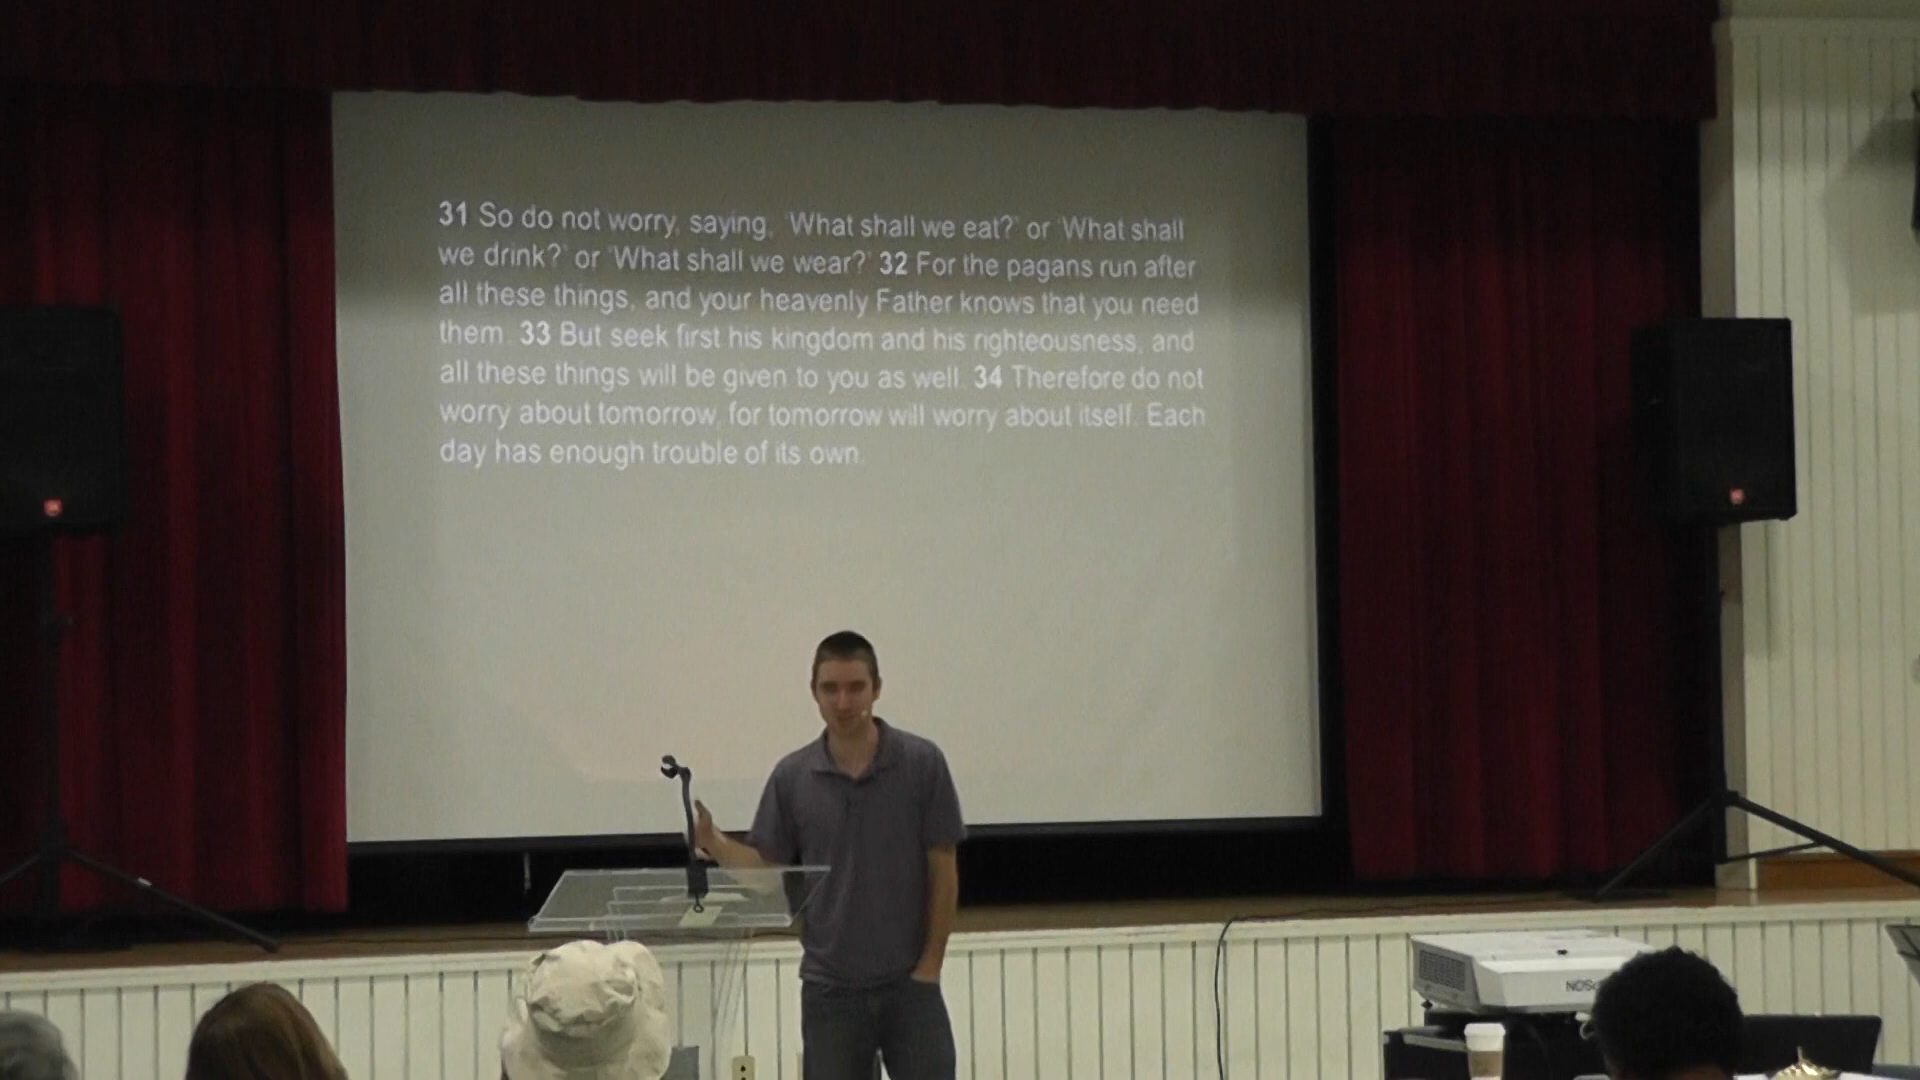 31 So do not worry, saying, 'What shall we eat?' or 'What shall
we drink?' or 'What shall we wear?' 32 For the pagans run after
all these things, and your heavenly Father knows that you need
them. 33 But seek first his kingdom and his righteousness, and
all these things will be given to you as well. 34 Therefore do not
worry about tomorrow, for tomorrow will worry about itself. Each
day has enough trouble of its own.